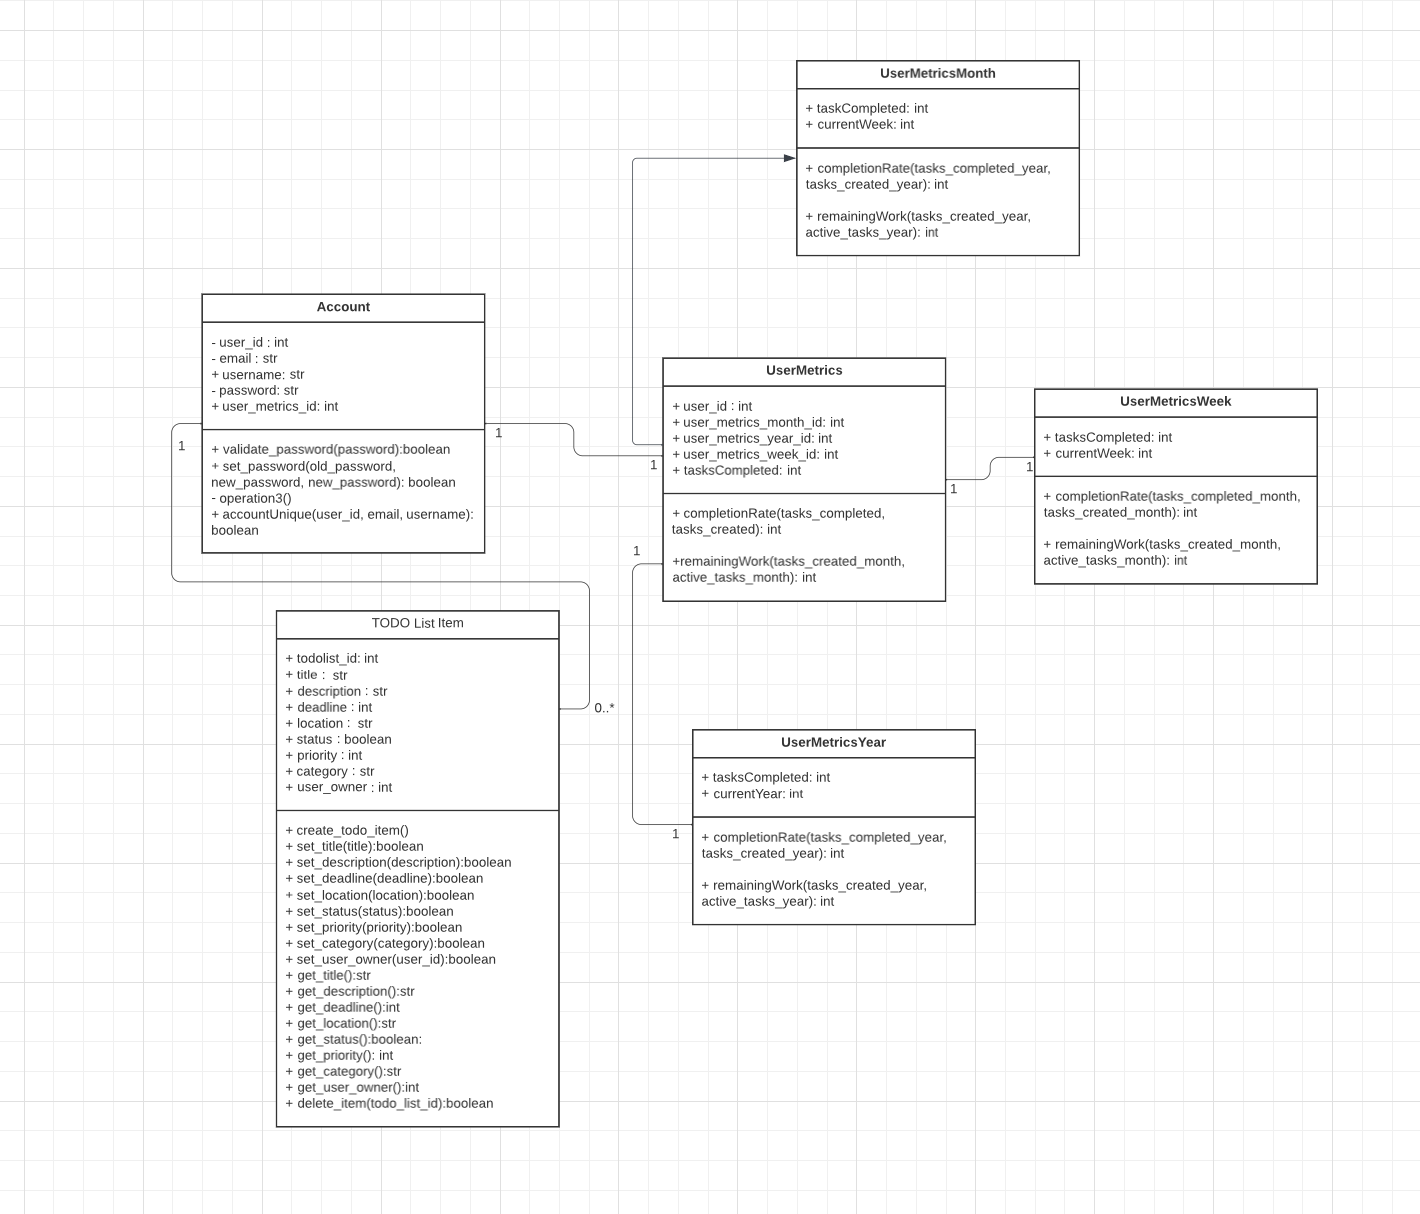 UserMetricsMonth
+ taskCompleted: int
+ currentWeek: int
+ completionRate(tasks_completed_year,
tasks_created_year): int
+ remainingWork(tasks_created_year,
active_tasks_year): int
Account
- user_id : int
- email : str
+ username: str
- password: str
+ user_metrics_id: int
+ validate_password(password):boolean
+ set_password(old_password,
new_password, new_password): boolean
- operation3()
+ accountUnique(user_id, email, username):
boolean
1
1
1
UserMetrics
+ user_id : int
+ user_metrics_month_id: int
+ user_metrics_year_id: int
+ user_metrics_week_id: int
+ tasksCompleted: int
+ completionRate(tasks_completed,
tasks_created): int
+remainingWork(tasks_created_month,
active_tasks_month): int
1
1
1
UserMetricsWeek
+ tasksCompleted: int
+ currentWeek: int
+ completionRate(tasks_completed_month,
tasks_created_month): int
+ remainingWork(tasks_created_month,
active_tasks_month): int
TODO List Item
+ todolist_id: int
+ title : str
+ description : str
+ deadline : int
+ location : str
+ status : boolean
+ priority : int
+ category : str
+ user_owner : int
+ create_todo_item()
+ set_title(title):boolean
+ set_description(description):boolean
+ set_deadline(deadline):boolean
+ set_location(location):boolean
+ set_status(status):boolean
+ set_priority(priority):boolean
+ set_category(category):boolean
+ set_user_owner(user_id):boolean
+ get_title():str
+ get_description():str
+ get_deadline():int
+ get_location():str
+ get_status():boolean:
+ get_priority(): int
+ get_category():str
+ get_user_owner():int
+ delete_item(todo_list_id):boolean
0..*
UserMetricsYear
+ tasksCompleted: int
+ currentYear: int
+ completionRate(tasks_completed_year,
tasks_created_year): int
+ remainingWork(tasks_created_year,
active_tasks_year): int
1